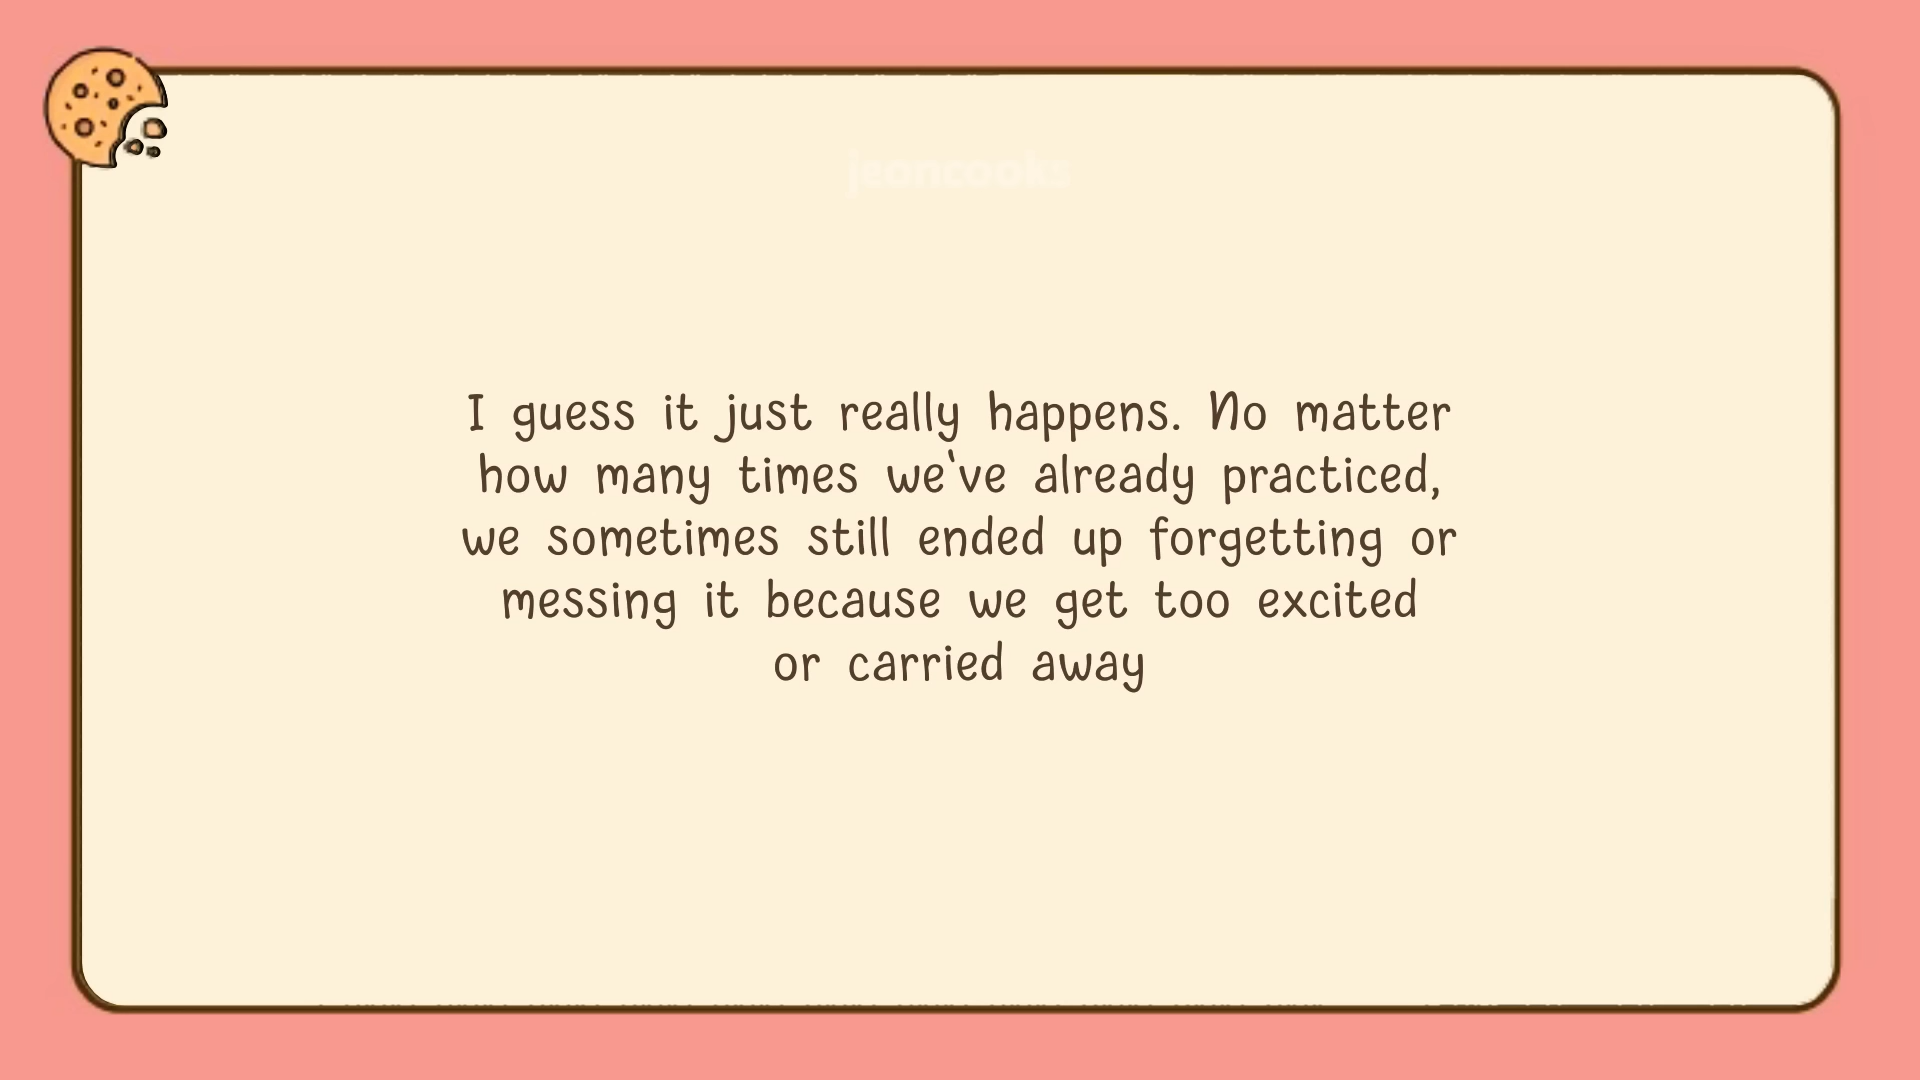 jeoncooks
I guess it just really happens. No matter
how many times we've already practiced,
we sometimes still ended up forgetting or
messing it because we get too excited
or carried away